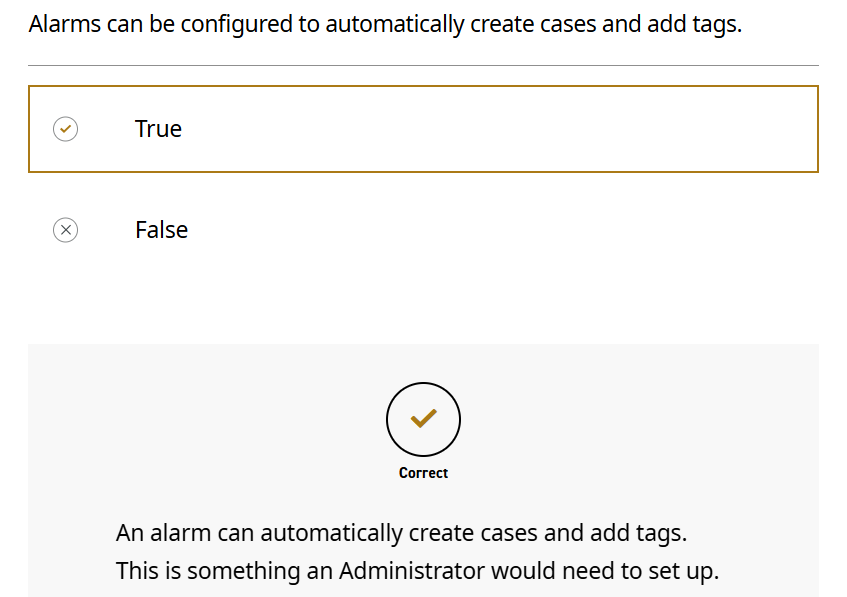 Alarms can be configured to automatically create cases and add tags.
True
False
Correct
An alarm can automatically create cases and add tags.
This is something an Administrator would need to set up.